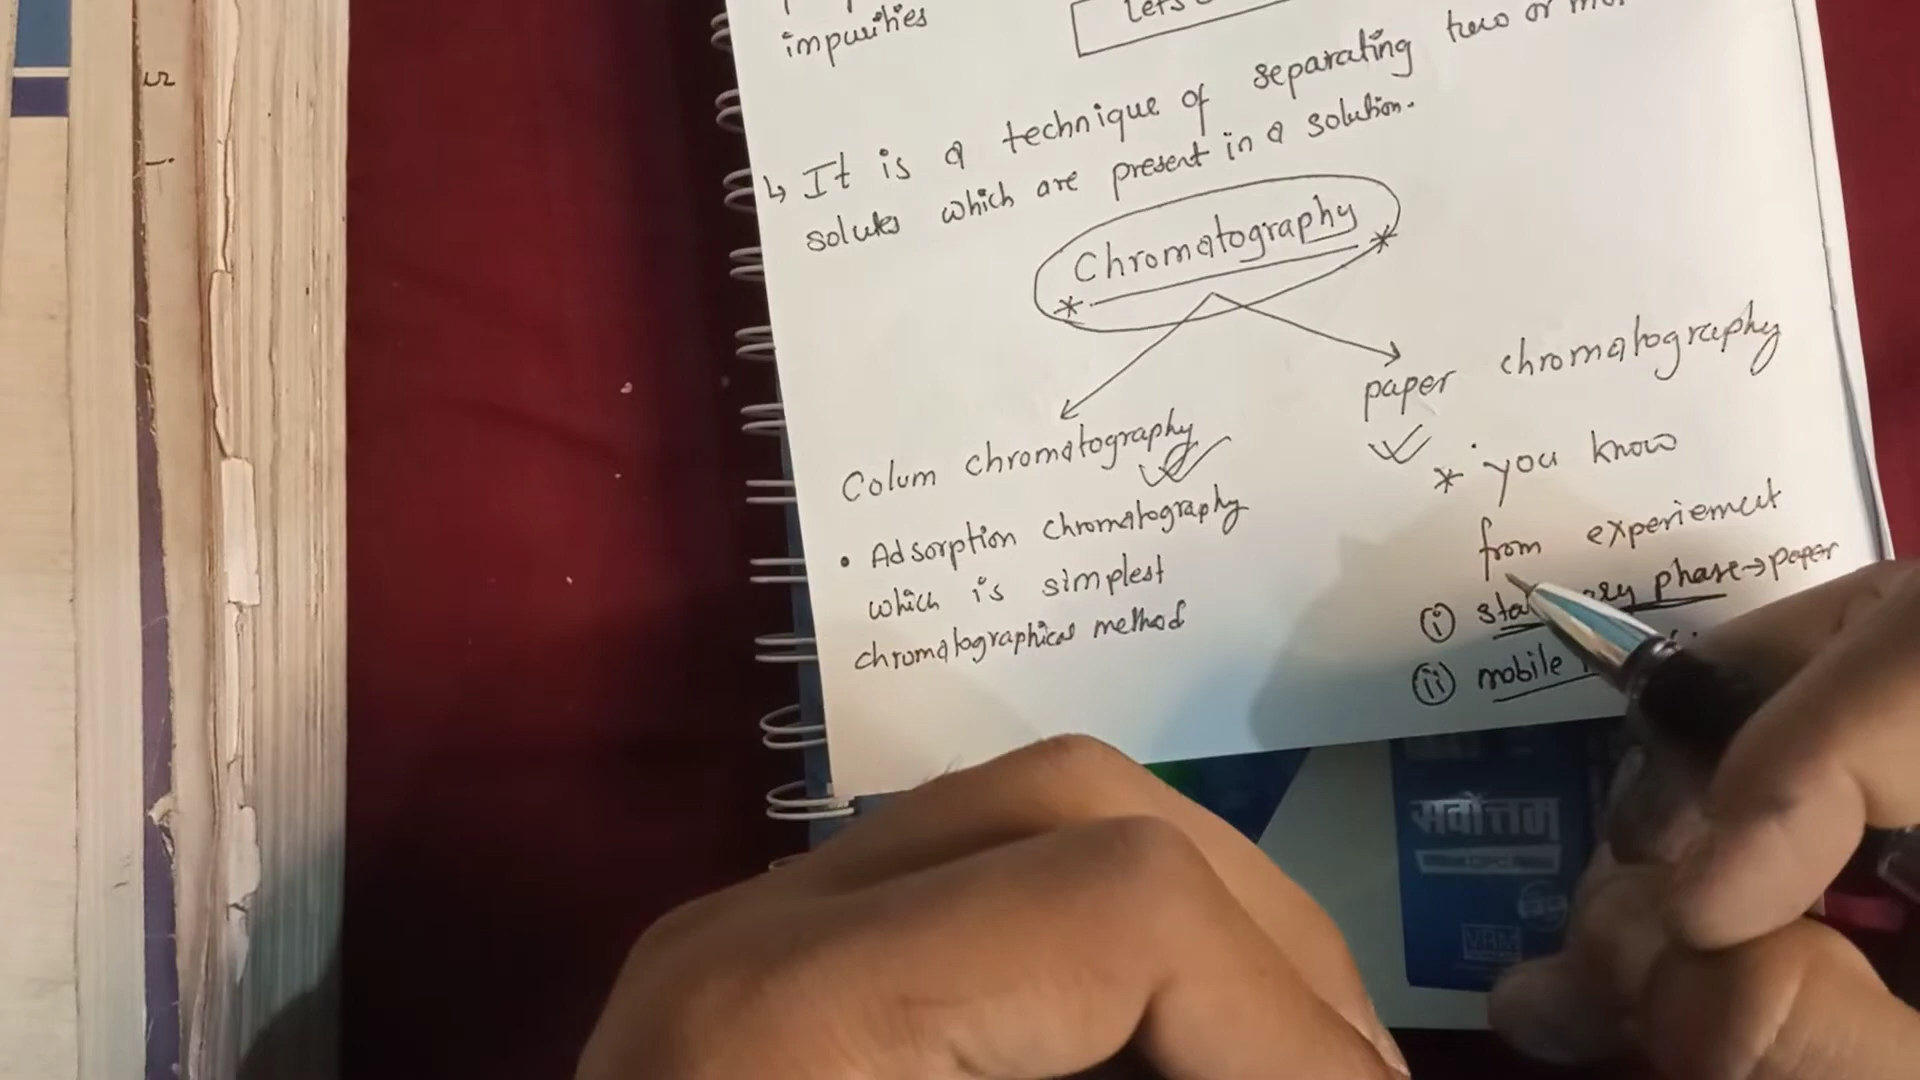 impurities
It is a technique of separating two or
solutes which are present in a solution.
Chromatography
Colum chromatography
• Adsorption chromatography
which is simplest
chromatographical method
paper chromatography
* you know
from experiemeut
(i) phase → paper
(ii) mobile
सर्वोत्तम